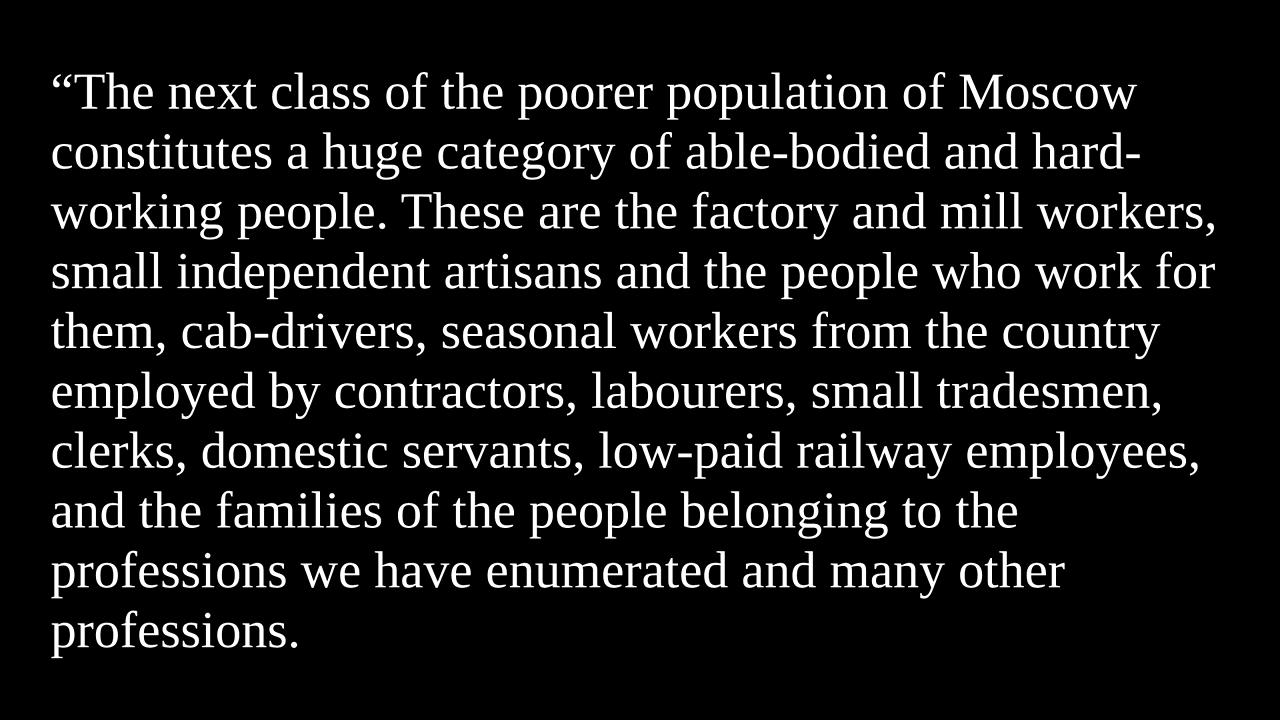 “The next class of the poorer population of Moscow
constitutes a huge category of able-bodied and hard-
working people. These are the factory and mill workers,
small independent artisans and the people who work for
them, cab-drivers, seasonal workers from the country
employed by contractors, labourers, small tradesmen,
clerks, domestic servants, low-paid railway employees,
and the families of the people belonging to the
professions we have enumerated and many other
professions.